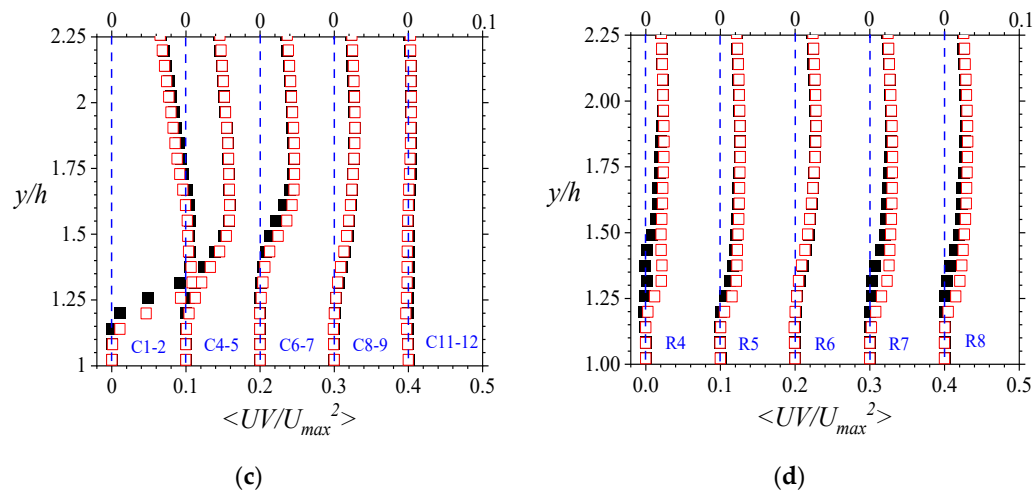 0 0 0 0 0 0.1
2.25
2
1.75
1.5
1.25
1
y/h
C1-2 C4-5 C6-7 C8-9 C11-12
0 0.1 0.2 0.3 0.4 0.5
<UV/U_max^2>
(c)
0 0 0 0 0 0.1
2.25
2.00
1.75
1.50
1.25
1.00
y/h
R4 R5 R6 R7 R8
0.0 0.1 0.2 0.3 0.4 0.5
<UV/U_max^2>
(d)